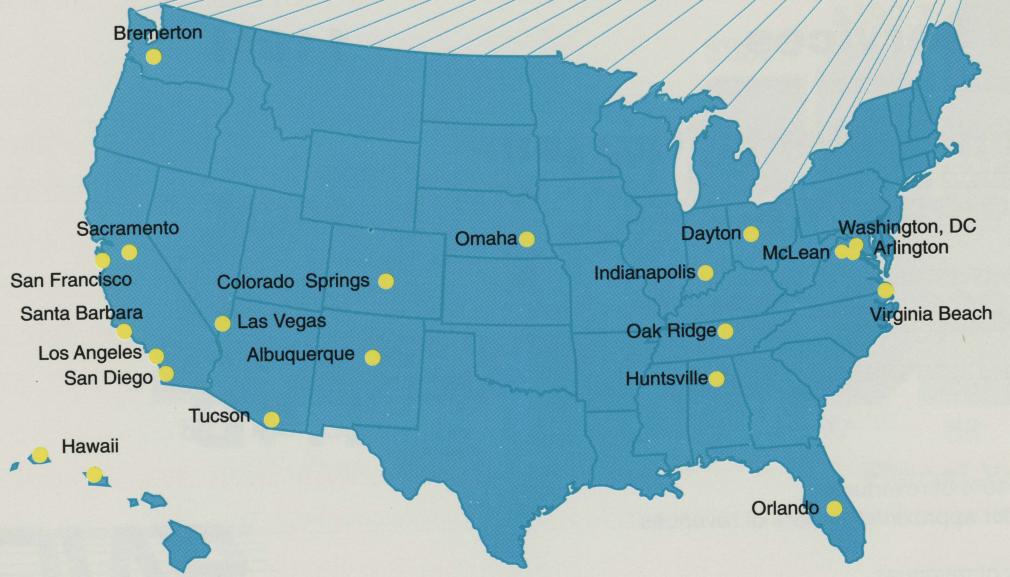 Bremerton
Sacramento
San Francisco
Santa Barbara
Los Angeles
San Diego
Colorado Springs
Las Vegas
Albuquerque
Tucson
Hawaii
Omaha
Dayton
Indianapolis
Washington, DC
McLean
Arlington
Virginia Beach
Oak Ridge
Huntsville
Orlando